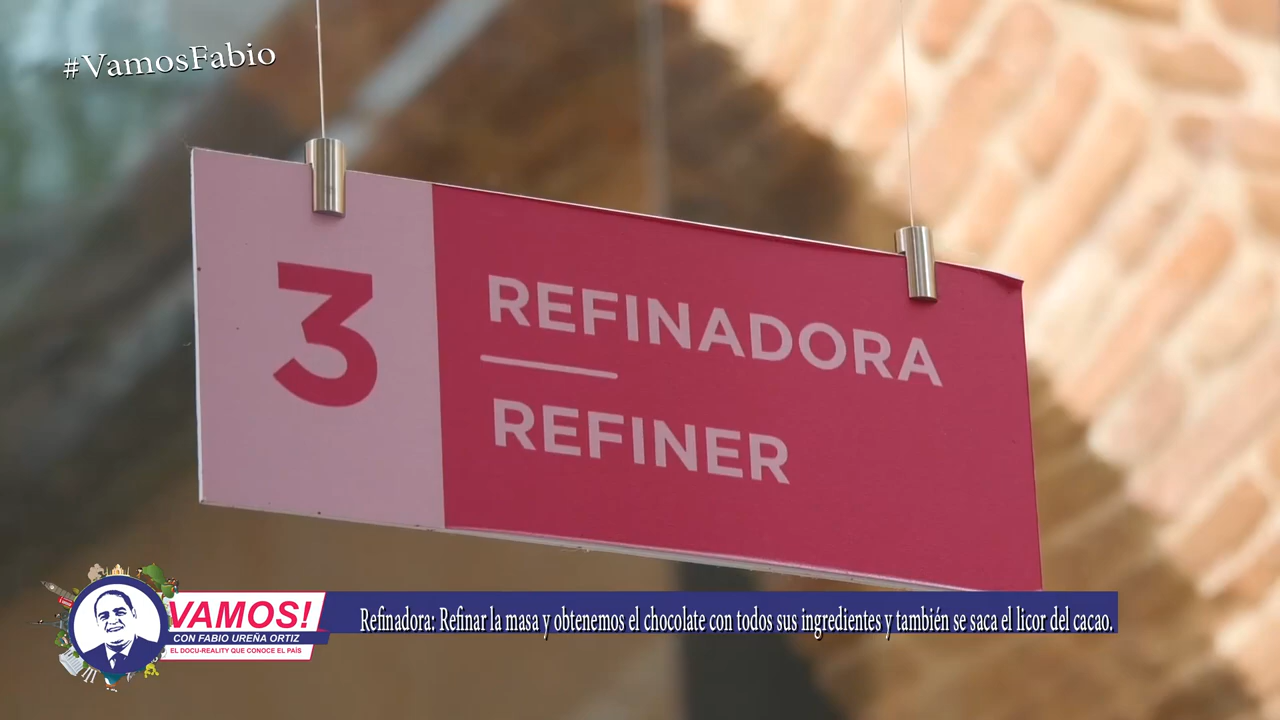 #VamosFabio
3
REFINADORA
REFINER
VAMOS!
CON FABIO UREÑA ORTIZ
EL DOCU-REALITY QUE CONOCE EL PAÍS
Refinadora: Refinar la masa y obtenemos el chocolate con todos sus ingredientes y también se saca el licor del cacao.